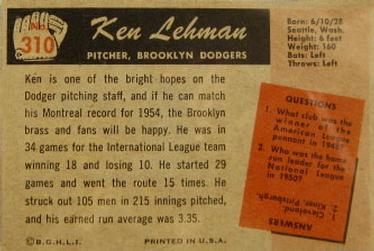 No.
310
Ken Lehman
PITCHER, BROOKLYN DODGERS
Born: 6/10/28
Seattle, Wash.
Height: 6 feet
Weight: 160
Bats: Left
Throws: Left
Ken is one of the bright hopes on the
Dodger pitching staff, and if he can match
his Montreal record for 1954, the Brooklyn
brass and fans will be happy. He was in
34 games for the International League team
winning 18 and losing 10. He started 29
games and went the route 15 times. He
struck out 105 men in 215 innings pitched,
and his earned run average was 3.35.
QUESTIONS
1. What club was the
winner of the
American League
pennant in 1948?
2. Who was the home
run leader for the
National League
in 1950?
ANSWERS
1. Cleveland.
2. Kiner, Pittsburgh.
©B.G.H.L.I.
PRINTED IN U.S.A.